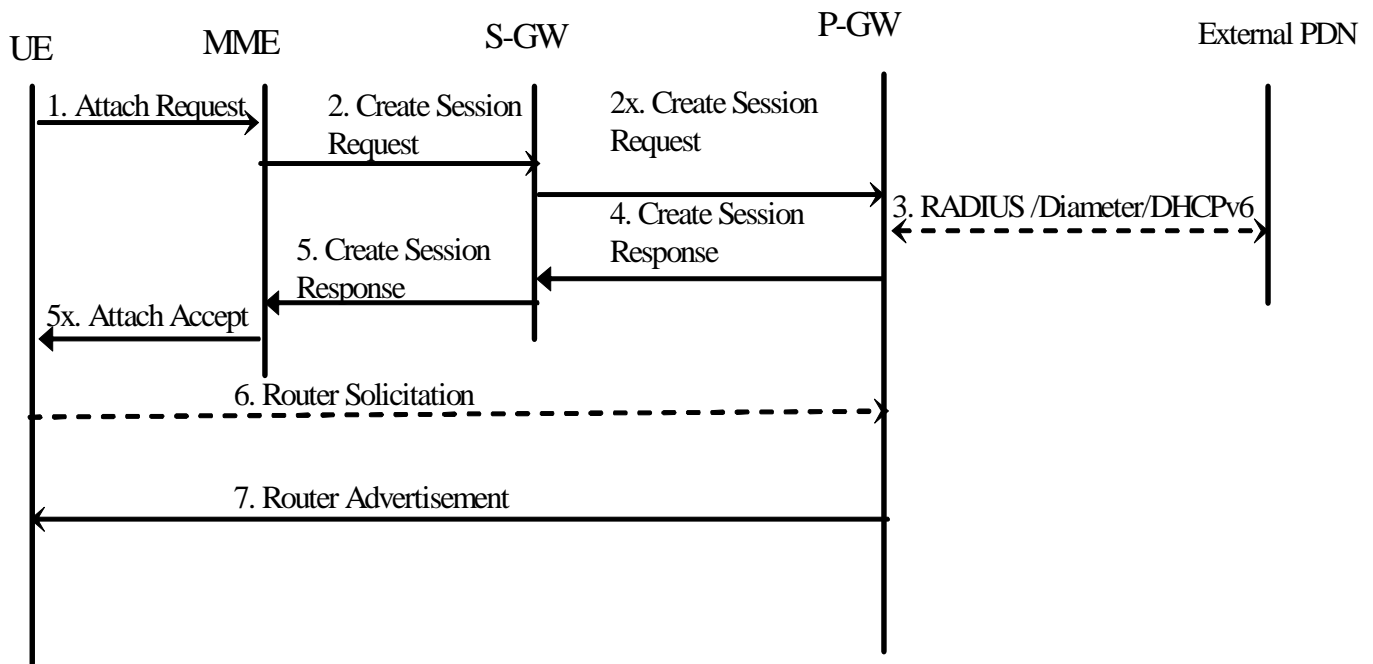 UE
MME
S-GW
P-GW
External PDN
1. Attach Request
2. Create Session
Request
2x. Create Session
Request
3. RADIUS /Diameter/DHCPv6
4. Create Session
Response
5. Create Session
Response
5x. Attach Accept
6. Router Solicitation
7. Router Advertisement